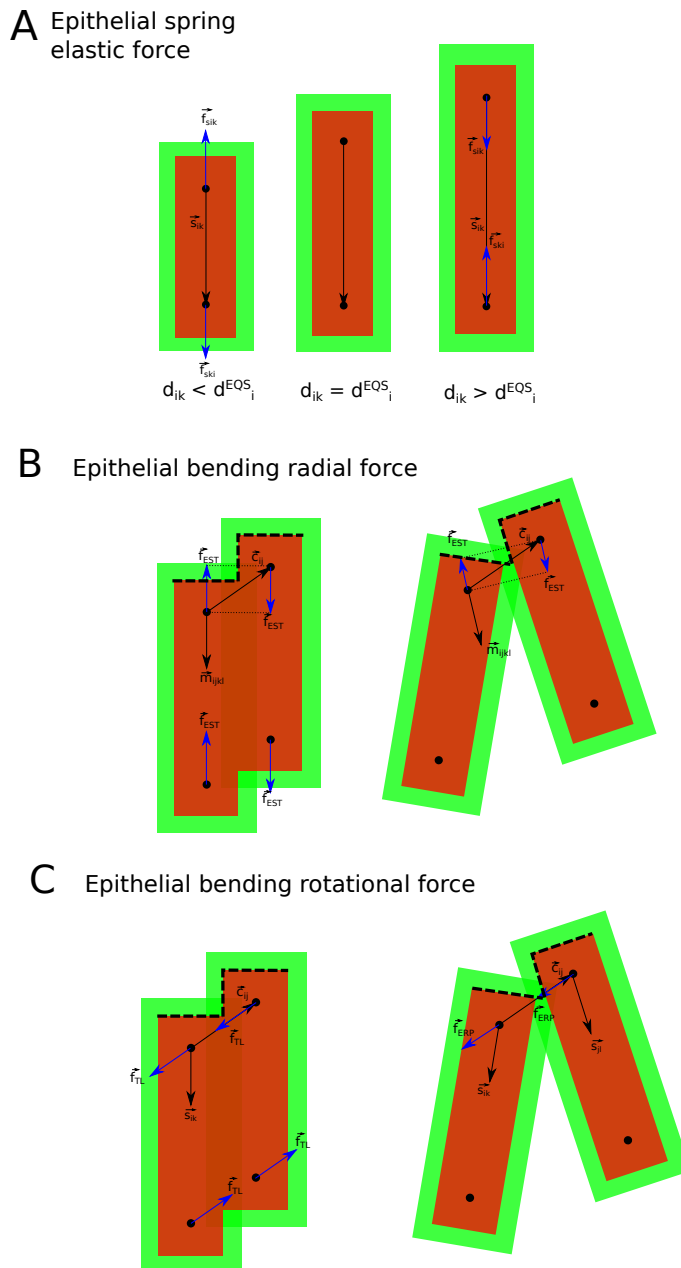 A Epithelial spring
elastic force
f⃗sik
s⃗ik
f⃗ski
f⃗sik
s⃗ik
f⃗ski
dik < dEQSi
dik = dEQSi
dik > dEQSi
B Epithelial bending radial force
f⃗EST
c⃗ij
f⃗EST
m⃗ijkl
f⃗EST
f⃗EST
f⃗EST
c⃗ij
f⃗EST
m⃗ijkl
C Epithelial bending rotational force
c⃗ij
f⃗TL
f⃗TL
s⃗ik
f⃗TL
f⃗TL
c⃗ij
f⃗ERP
f⃗ERP
s⃗jl
s⃗ik